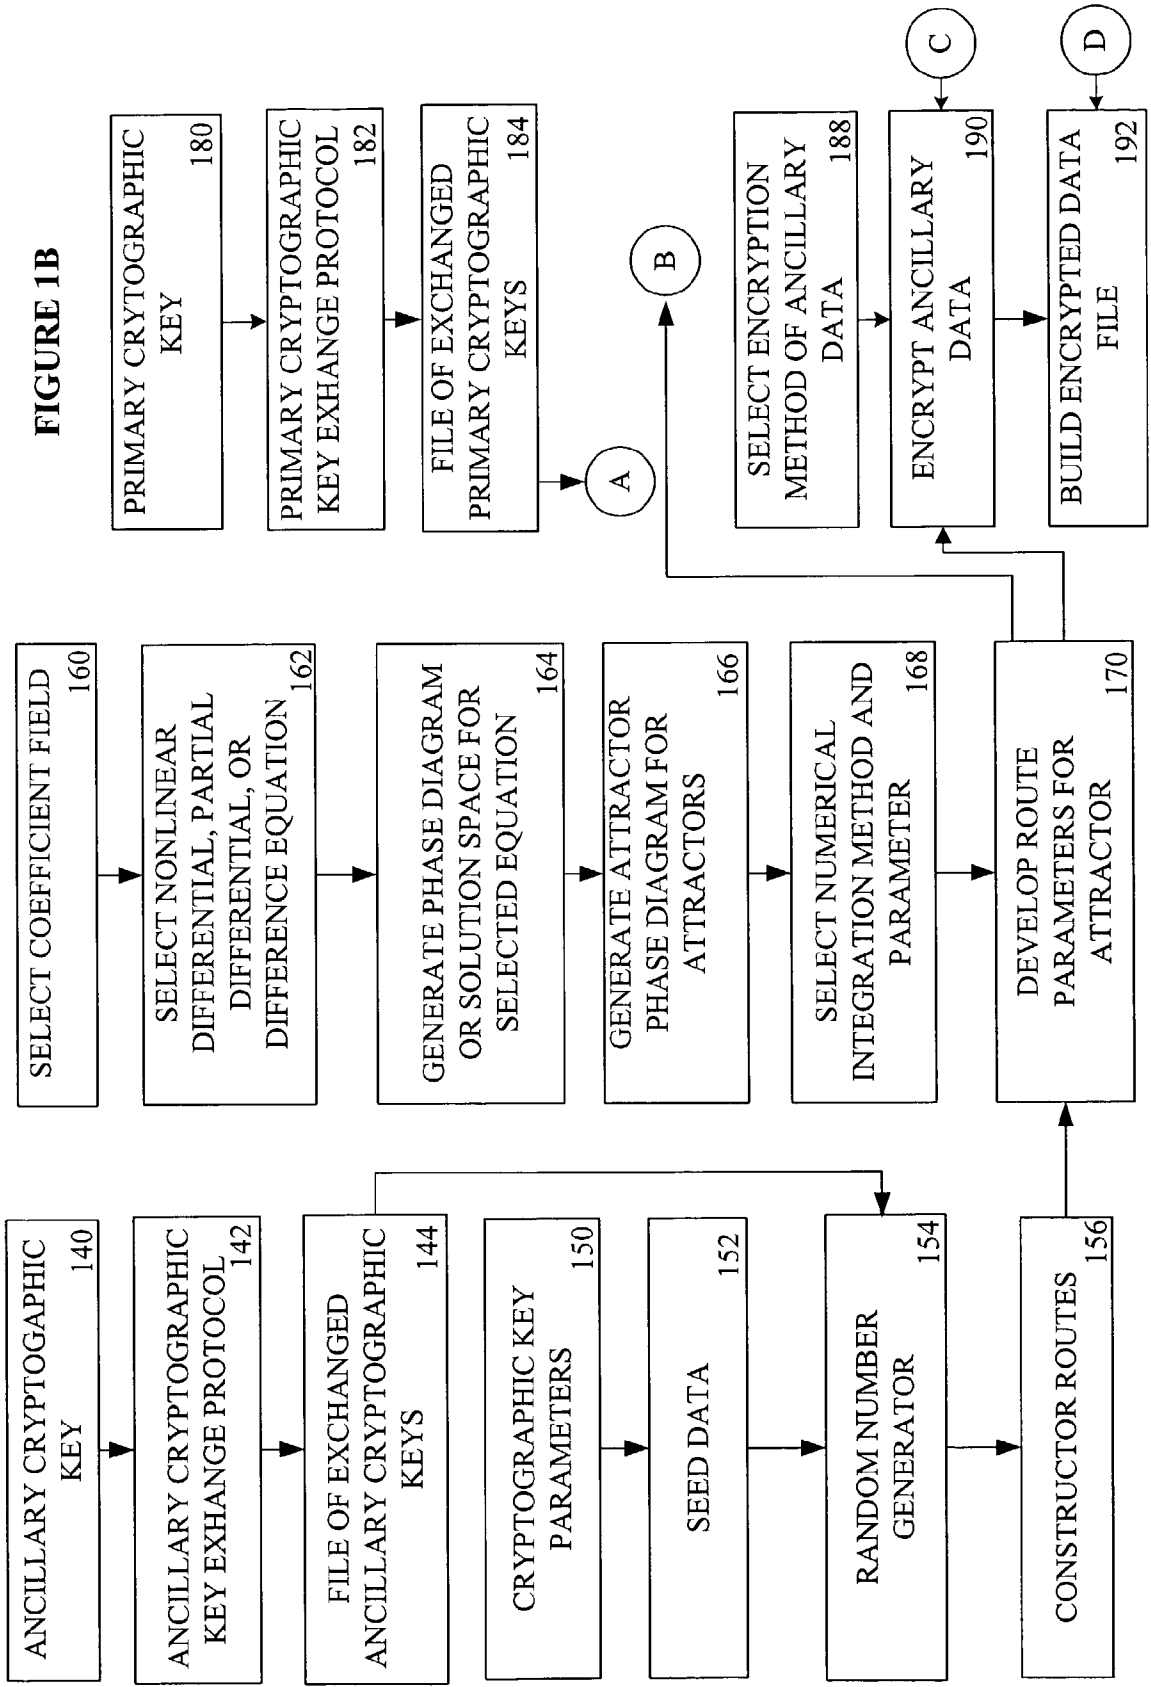 FIGURE 1B
ANCILLARY CRYPTOGAPHIC
KEY
140
ANCILLARY CRYPTOGRAPHIC
KEY EXHANGE PROTOCOL
142
FILE OF EXCHANGED
ANCILLARY CRYPTOGRAPHIC
KEYS
144
CRYPTOGRAPHIC KEY
PARAMETERS
150
SEED DATA
152
RANDOM NUMBER
GENERATOR
154
CONSTRUCTOR ROUTES
156
SELECT COEFFICIENT FIELD
160
SELECT NONLINEAR
DIFFERENTIAL, PARTIAL
DIFFERENTIAL, OR
DIFFERENCE EQUATION
162
GENERATE PHASE DIAGRAM
OR SOLUTION SPACE FOR
SELECTED EQUATION
164
GENERATE ATTRACTOR
PHASE DIAGRAM FOR
ATTRACTORS
166
SELECT NUMERICAL
INTEGRATION METHOD AND
PARAMETER
168
DEVELOP ROUTE
PARAMETERS FOR
ATTRACTOR
170
PRIMARY CRYTOGRAPHIC
KEY
180
PRIMARY CRYPTOGRAPHIC
KEY EXHANGE PROTOCOL
182
FILE OF EXCHANGED
PRIMARY CRYPTOGRAPHIC
KEYS
184
A
B
SELECT ENCRYPTION
METHOD OF ANCILLARY
DATA
188
ENCRYPT ANCILLARY
DATA
190
C
BUILD ENCRYPTED DATA
FILE
192
D